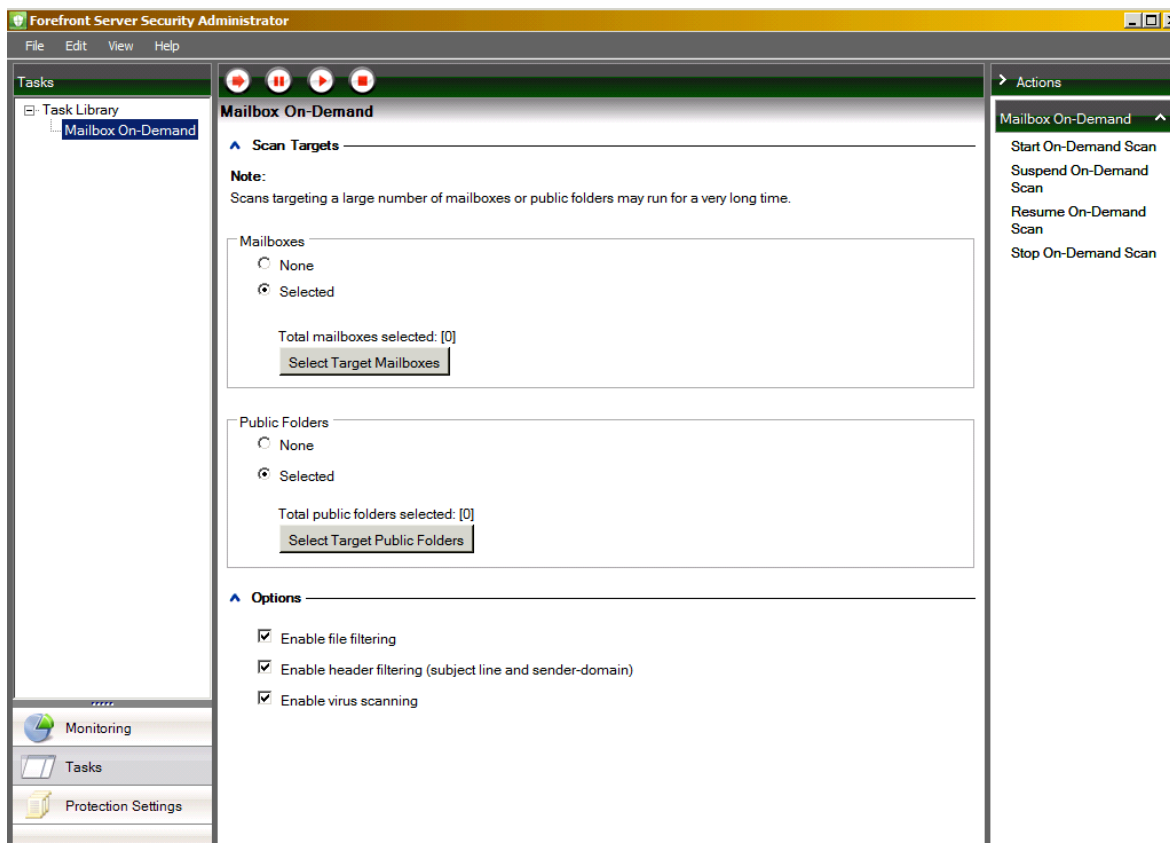 Forefront Server Security Administrator
File Edit View Help
Tasks
Task Library
Mailbox On-Demand
Monitoring
Tasks
Protection Settings
Mailbox On-Demand
Scan Targets
Note:
Scans targeting a large number of mailboxes or public folders may run for a very long time.
Mailboxes
None
Selected
Total mailboxes selected: [0]
Select Target Mailboxes
Public Folders
None
Selected
Total public folders selected: [0]
Select Target Public Folders
Options
Enable file filtering
Enable header filtering (subject line and sender-domain)
Enable virus scanning
Actions
Mailbox On-Demand
Start On-Demand Scan
Suspend On-Demand
Scan
Resume On-Demand
Scan
Stop On-Demand Scan